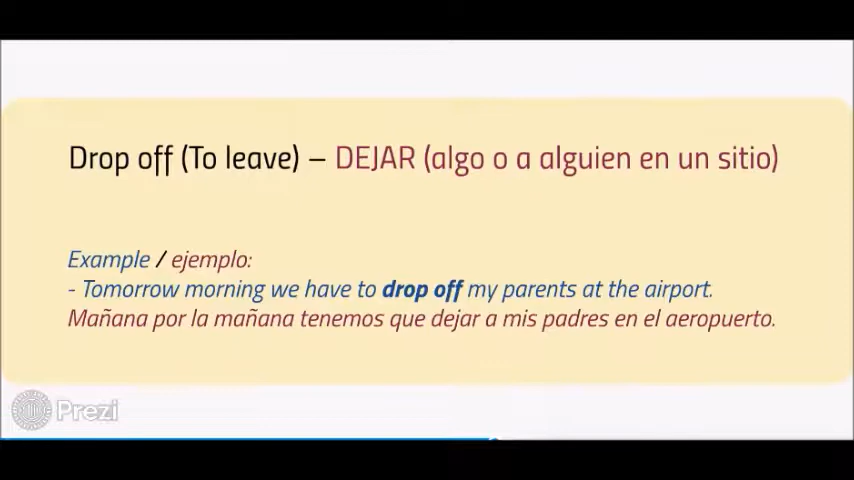 Drop off (To leave) – DEJAR (algo o a alguien en un sitio)
Example / ejemplo:
- Tomorrow morning we have to drop off my parents at the airport.
Mañana por la mañana tenemos que dejar a mis padres en el aeropuerto.
Prezi